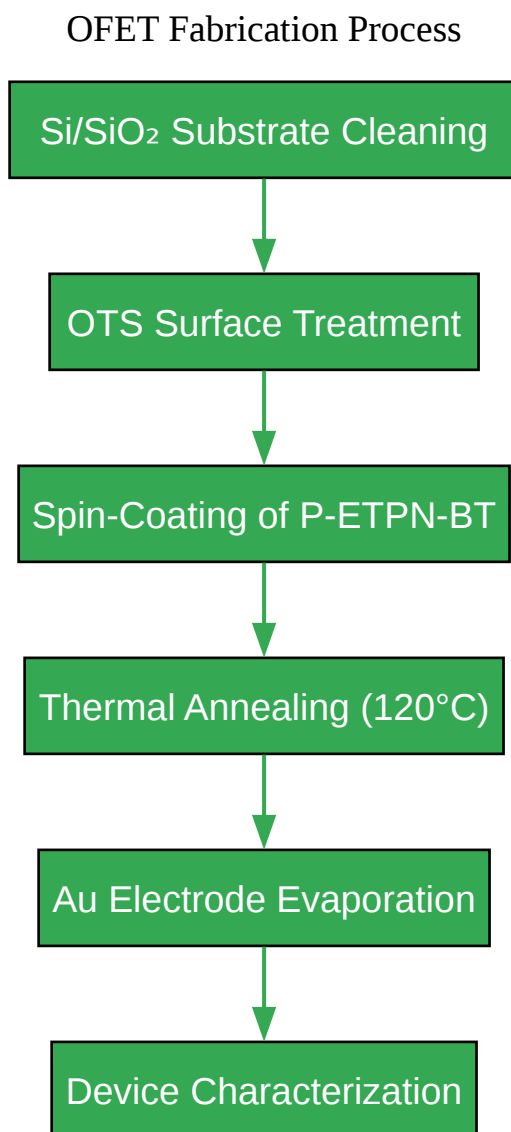 OFET Fabrication Process
Si/SiO₂ Substrate Cleaning
OTS Surface Treatment
Spin-Coating of P-ETPN-BT
Thermal Annealing (120°C)
Au Electrode Evaporation
Device Characterization